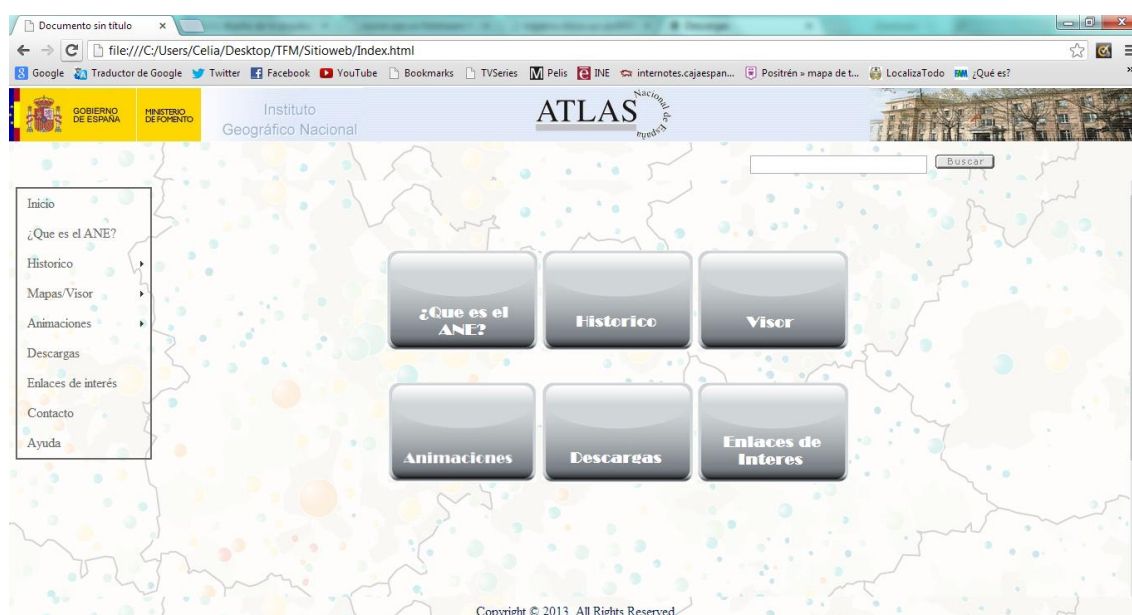 Documento sin título
file:///C:/Users/Celia/Desktop/TFM/Sitioweb/Index.html
Google Traductor de Google Twitter Facebook YouTube Bookmarks TVSeries Pelis INE internotes.cajaespan... Positrén » mapa de t... LocalizaTodo ¿Qué es?
GOBIERNO
DE ESPAÑA
MINISTERIO
DE FOMENTO
Instituto
Geográfico Nacional
ATLAS
Nacional de España
Buscar
Inicio
¿Que es el ANE?
Historico
Mapas/Visor
Animaciones
Descargas
Enlaces de interés
Contacto
Ayuda
¿Que es el
ANE?
Historico
Visor
Animaciones
Descargas
Enlaces de
Interes
Copyright © 2013. All Rights Reserved